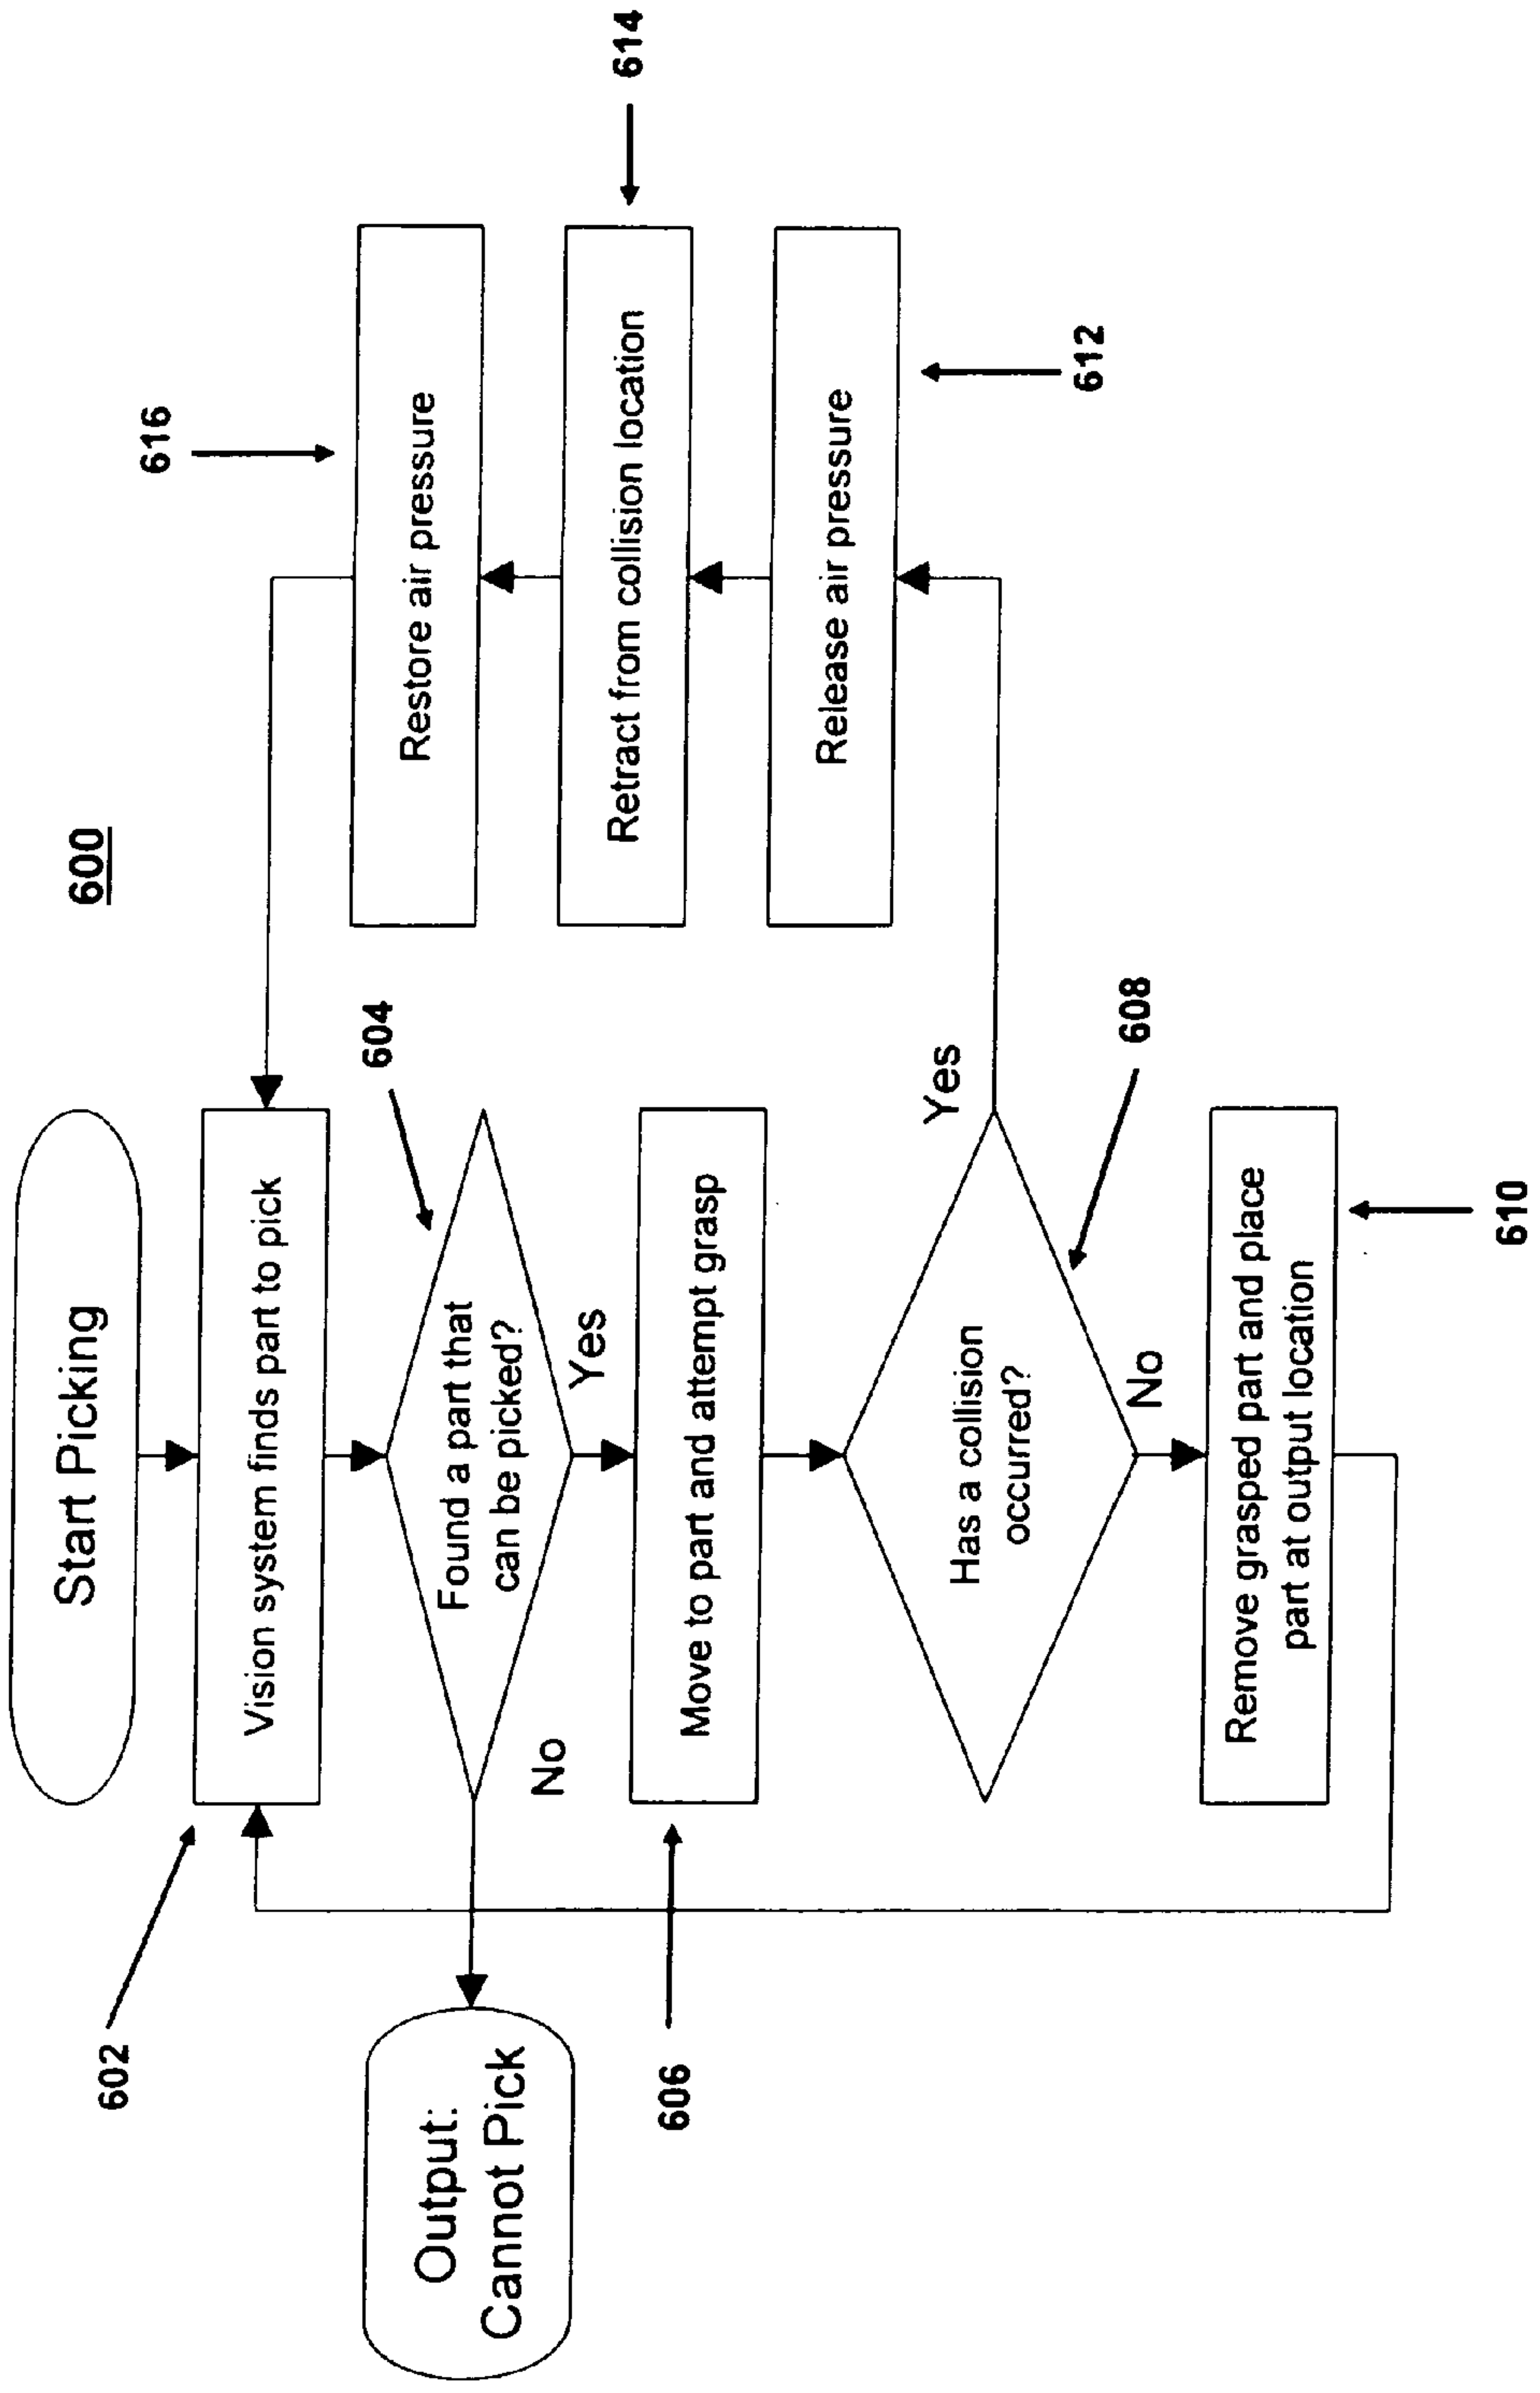 600
Start Picking
602
Vision system finds part to pick
604
Found a part that
can be picked?
No
Yes
Output:
Cannot Pick
606
Move to part and attempt grasp
Has a collision
occurred?
608
Yes
No
Remove grasped part and place
part at output location
610
Release air pressure
612
Retract from collision location
614
Restore air pressure
616